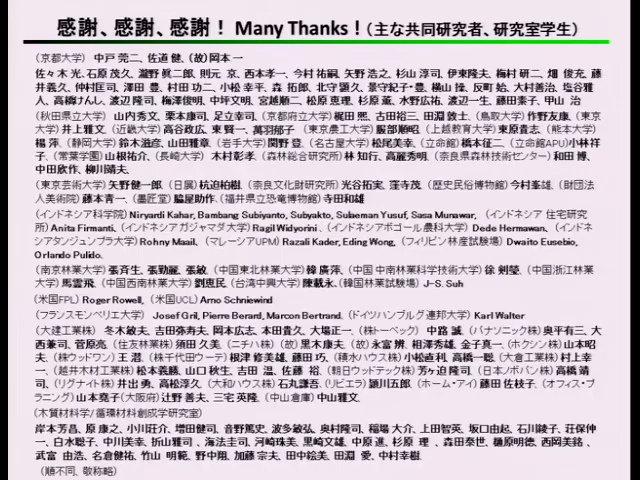 感謝、感謝、感謝！ Many Thanks！（主な共同研究者、研究室学生）
（京都大学） 中戸 莞二、佐道 健、（故）岡本 一
佐々木 光、石原 茂久、瀧野 眞二郎、則元 京、西本孝一、今村 祐嗣、矢野 浩之、杉山 淳司、伊東隆夫、梅村 研二、畑 俊充、藤
井義久、仲村匡司、澤田 豊、村田 功二、小松 幸平、森 拓郎、北守 顕久、景守紀子・豊、横山 操、反町 始、大村善治、塩谷雅
人、高橋けんし、渡辺 隆司、梅澤俊明、中坪文明、宮越順二、松原 恵理、杉原 薫、水野広祐、渡辺一生、藤田素子、甲山 治
（秋田県立大学） 山内秀文、栗本康司、足立幸司、（京都府立大学）梶田 熙、古田裕三、田淵 敦士、（鳥取大学）作野友康、（東京
大学）井上雅文、（近畿大学）高谷政広、東 賢一、萬羽郁子 （東京農工大学）服部順昭、（上越教育大学）東原貴志、（熊本大学）
楊 萍、（静岡大学）鈴木滋彦、山田雅章、（岩手大学）関野 登、（名古屋大学）松尾美幸、（立命館）橋本征二、（立命館APU）小林祥
子、（常葉学園）山根祐介、（長崎大学） 木村彰孝、（森林総合研究所）林 知行、高麗秀明、（奈良県森林技術センター）和田 博、
中田欣作、柳川靖夫、
（東京芸術大学）矢野健一郎、（日展）杭迫柏樹、（奈良文化財研究所）光谷拓実、窪寺茂、（歴史民俗博物館）今村峯雄、（財団法
人美術院）藤本青一、（墨匠堂）脇屋助作、（福井県立恐竜博物館）寺田和雄
（インドネシア科学院） Niryardi Kahar, Bambang Subiyanto, Subyakto, Sulaeman Yusuf, Sasa Munawar, （インドネシア 住宅研究
所） Anita Firmanti, （インドネシアガジャマダ大学） Ragil Widyorini 、（インドネシアボゴール農科大学） Dede Hermawan, （インドネ
シアタンジュンプラ大学） Rohny Maail, （マレーシアUPM） Razali Kader, Eding Wong, （フィリピン林産試験場） Dwaito Eusebio,
Orlando Pulido.
（南京林業大学）張斉生、張勤麗、張敏、（中国東北林業大学）韓 廣萍、（中国 中南林業科学技術大学）徐 剣瑩、（中国浙江林業
大学）馬霊飛、（中国西南林業大学）劉恵民、（台湾中興大学）陳載永、（韓国林業試験場） J-S. Suh
（米国FPL） Roger Rowell, （米国UCL） Arno Schniewind
（フランスモンペリエ大学） Josef Gril, Pierre Berard, Marcon Bertrand、（ドイツハンブルグ連邦大学） Karl Walter
（大建工業） 冬木敏夫、吉田弥寿夫、岡本広志、本田貴久、大場正一、（株トーペック） 中路 誠、（パナソニック株）奥平有三、大
西兼司、菅原亮、（住友林業）須田 久美、（ニチハ（株）（故）黒木康夫、（故）永富 辨、相澤秀雄、金子真一、（ホクシン株）山本昭
夫、（株）ウッドワン） 王 潜、（株）千代田ウーテ）根津 修美雄、藤田 巧、（積水ハウス株）小松直利、高橋一聡、（大倉工業）村上幸
一、（越井木材工業株）松本義勝、山口 秋生、吉田 温、佐藤 裕、（朝日ウッドテック株）芳ヶ迫 隆司、（日本ノボパン（株）高橋 靖
司、（リグナイト株） 井出 勇、高松淳久、（大和ハウス（株）石丸謙吾、（リビエラ）額川五郎、（ホーム・アイ）藤田 佐枝子、（オフィス・プ
ラニング）山本堯子（大阪府）辻野 善夫、三宅英隆、（中山倉庫）中山雅文、
（木質材料学/循環材料創成学研究室）
岸本芳昌、原 康之、小川荘介、増田健司、音野篤史、波多敏弘、奥村隆司、稲場 大介、上田智英、坂口由起、石川綾子、荘保伸
一、白水聡子、中川美幸、折山雅司 、海法圭司、河崎珠美、黒崎文雄、中原 進、杉原 理 、森田泰世、樋原明徳、西岡美銘 、
武富 由浩、名倉健祐、竹山 明範、野中翔、加藤 宗夫、田中絵美、田淵 愛、中村幸樹、
（順不同、敬称略）